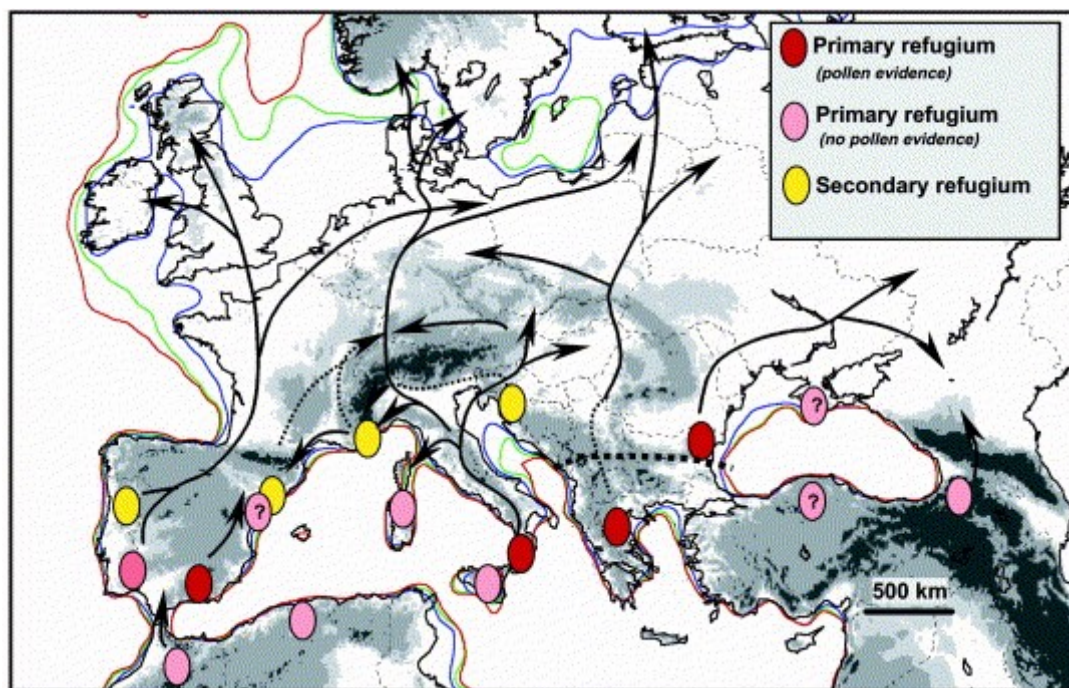 Primary refugium
(pollen evidence)
Primary refugium
(no pollen evidence)
Secondary refugium
?
?
?
500 km